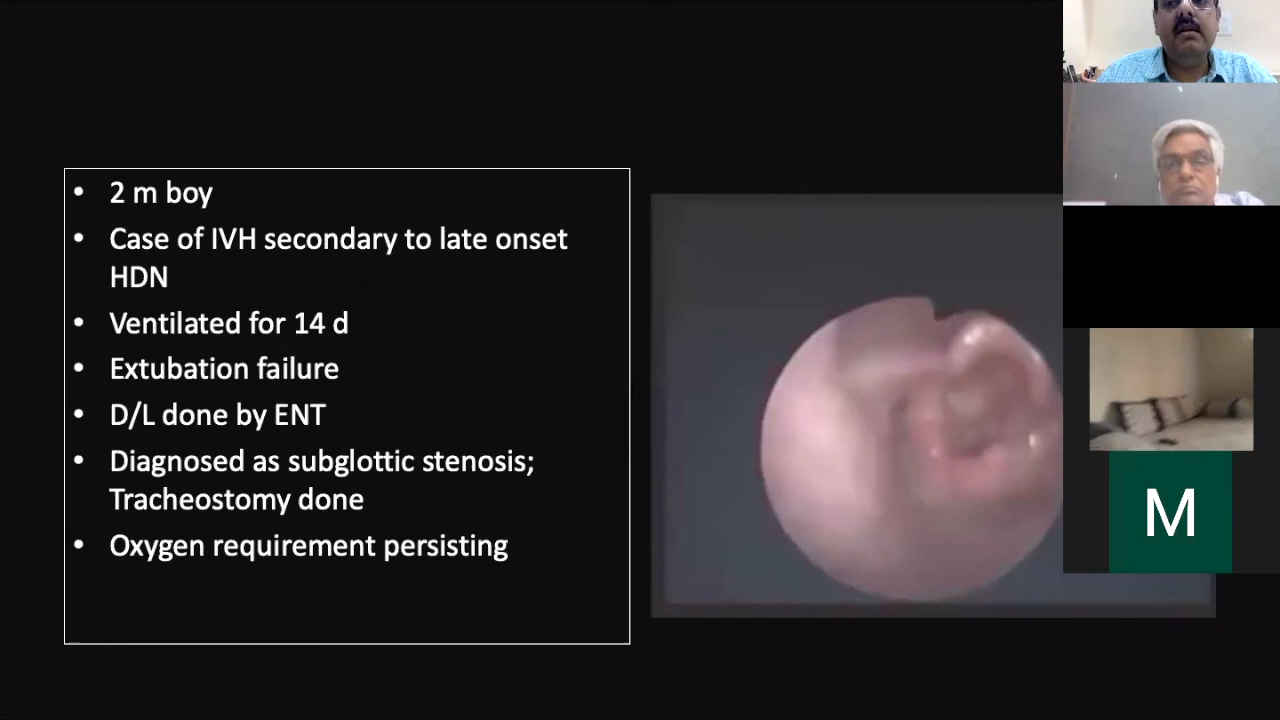 • 2 m boy
• Case of IVH secondary to late onset
HDN
• Ventilated for 14 d
• Extubation failure
• D/L done by ENT
• Diagnosed as subglottic stenosis;
Tracheostomy done
• Oxygen requirement persisting
M